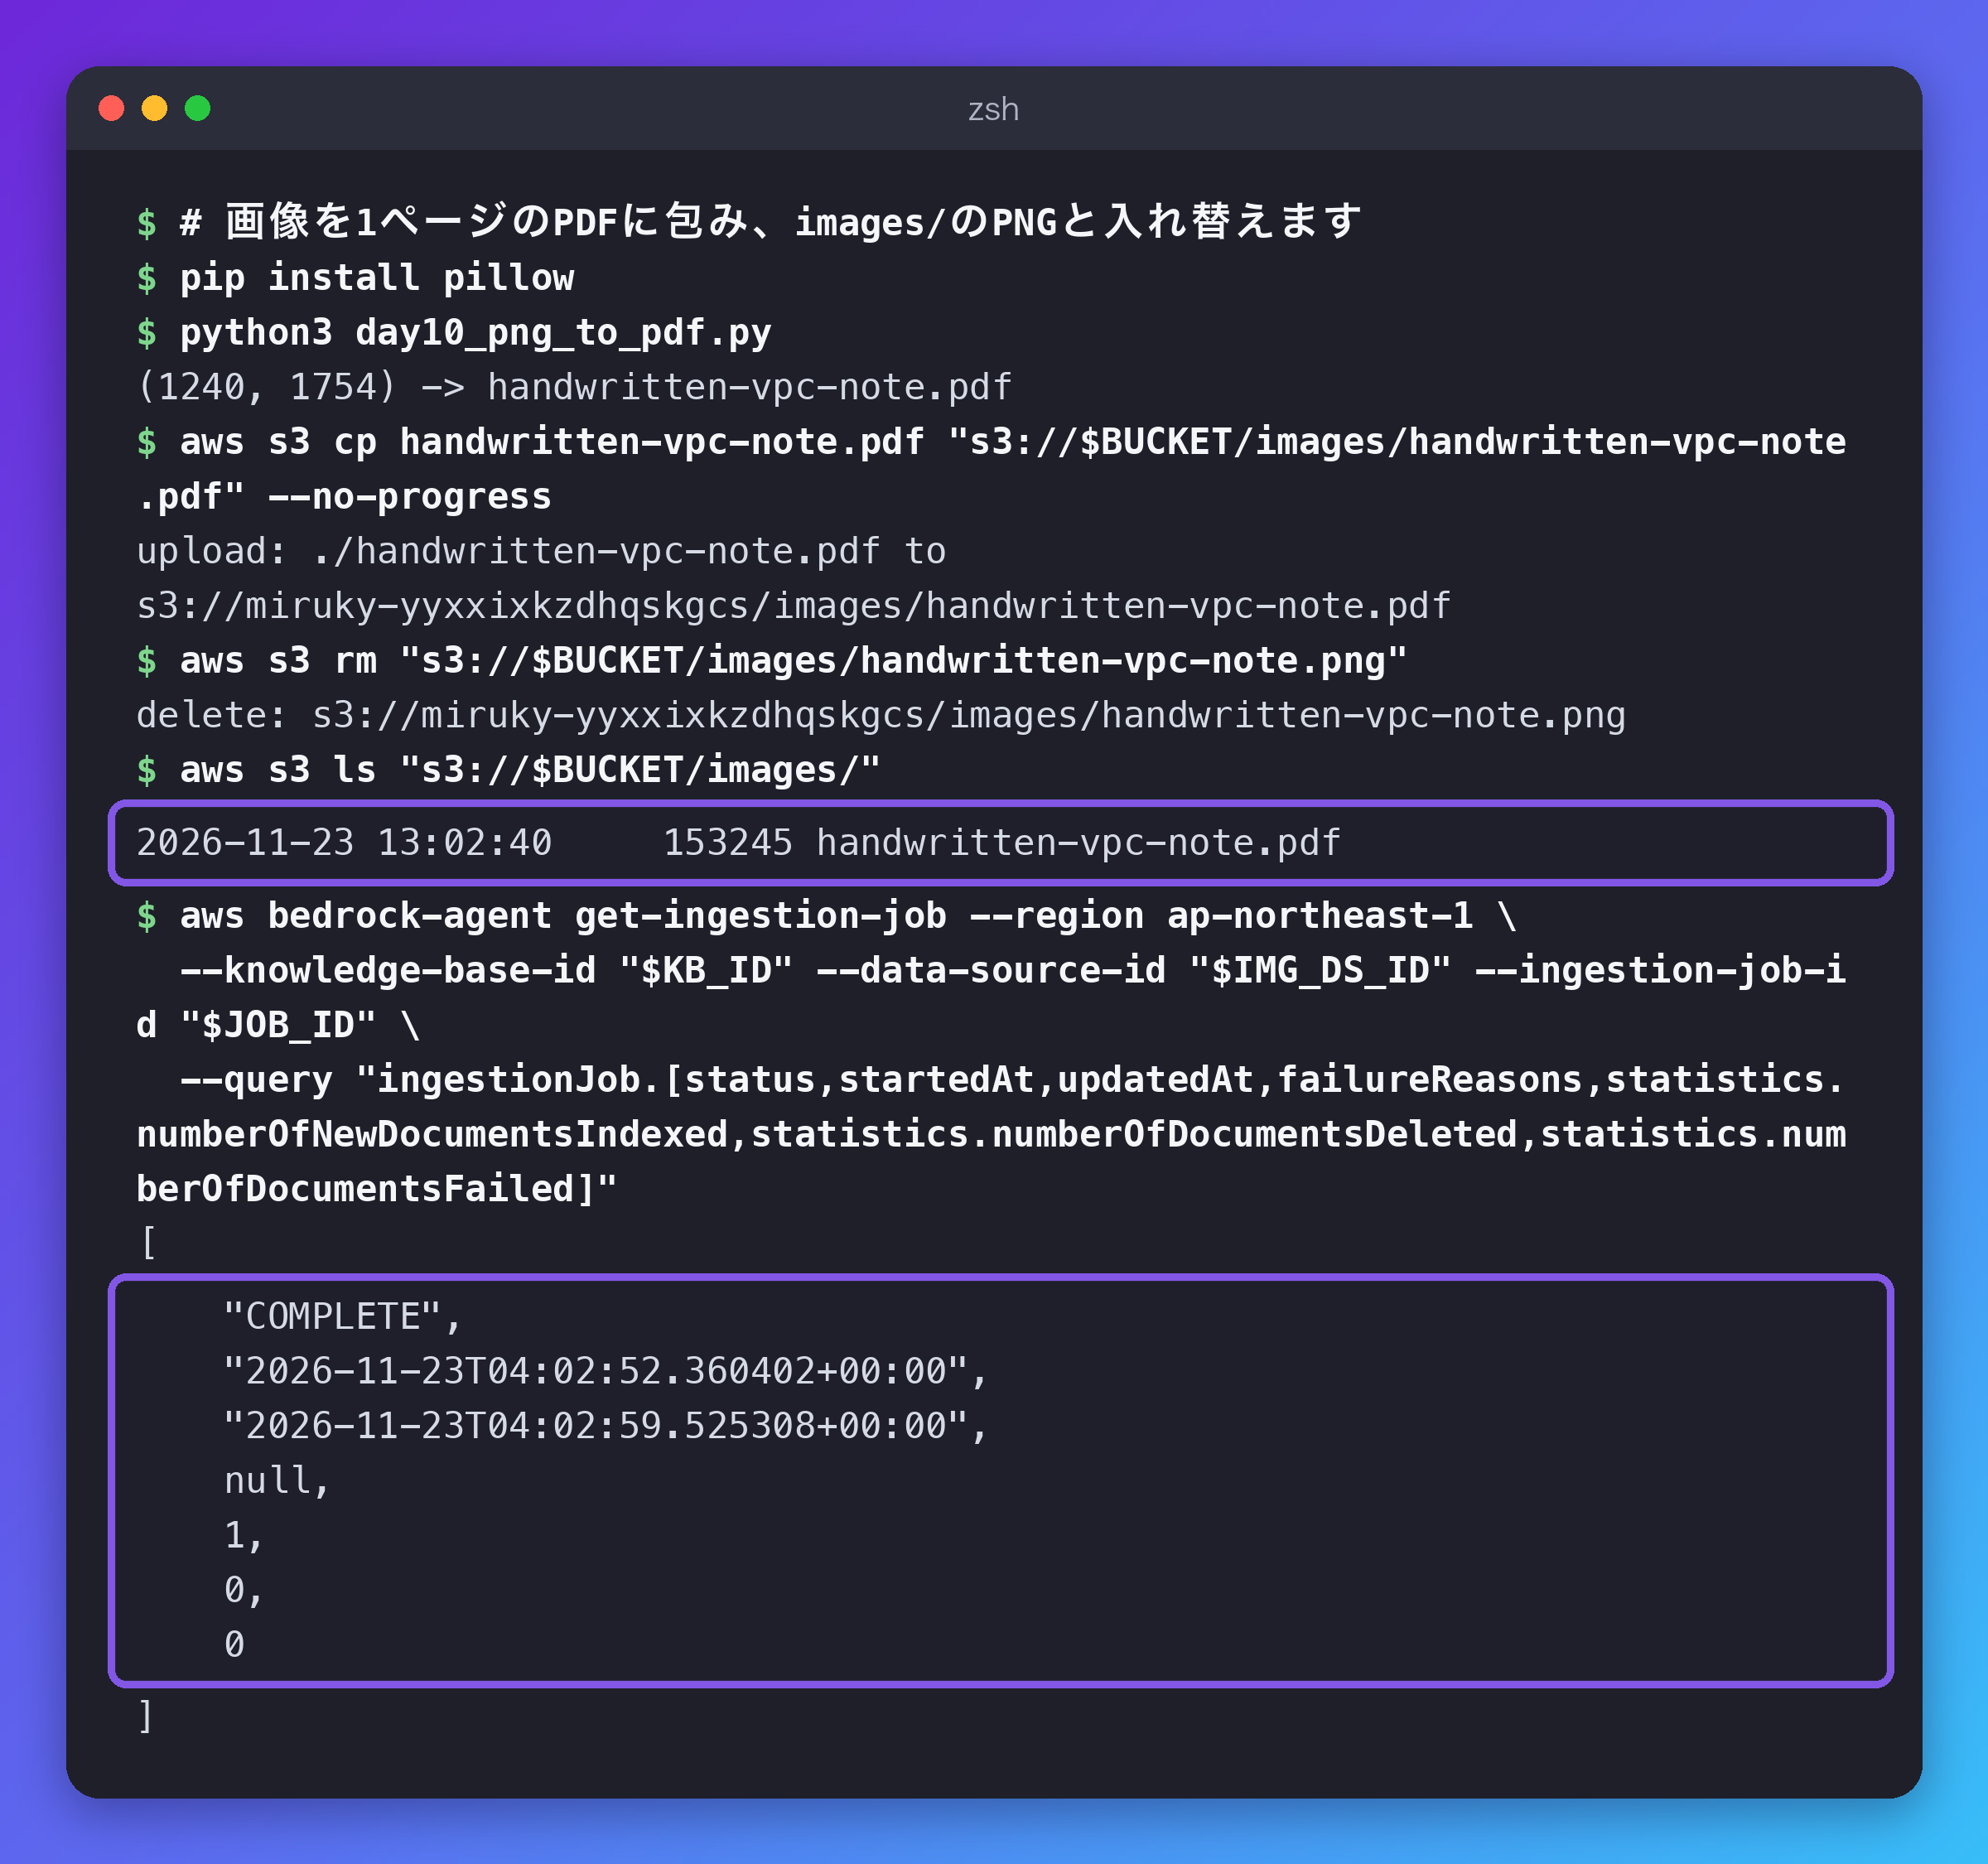 zsh
$ # 画像を1ページのPDFに包み、images/のPNGと入れ替えます
$ pip install pillow
$ python3 day10_png_to_pdf.py
(1240, 1754) -> handwritten-vpc-note.pdf
$ aws s3 cp handwritten-vpc-note.pdf "s3://$BUCKET/images/handwritten-vpc-note
.pdf" --no-progress
upload: ./handwritten-vpc-note.pdf to
s3://miruky-yyxxixkzdhqskgcs/images/handwritten-vpc-note.pdf
$ aws s3 rm "s3://$BUCKET/images/handwritten-vpc-note.png"
delete: s3://miruky-yyxxixkzdhqskgcs/images/handwritten-vpc-note.png
$ aws s3 ls "s3://$BUCKET/images/"
2026-11-23 13:02:40     153245 handwritten-vpc-note.pdf
$ aws bedrock-agent get-ingestion-job --region ap-northeast-1 \
  --knowledge-base-id "$KB_ID" --data-source-id "$IMG_DS_ID" --ingestion-job-i
d "$JOB_ID" \
  --query "ingestionJob.[status,startedAt,updatedAt,failureReasons,statistics.
numberOfNewDocumentsIndexed,statistics.numberOfDocumentsDeleted,statistics.num
berOfDocumentsFailed]"
[
    "COMPLETE",
    "2026-11-23T04:02:52.360402+00:00",
    "2026-11-23T04:02:59.525308+00:00",
    null,
    1,
    0,
    0
]